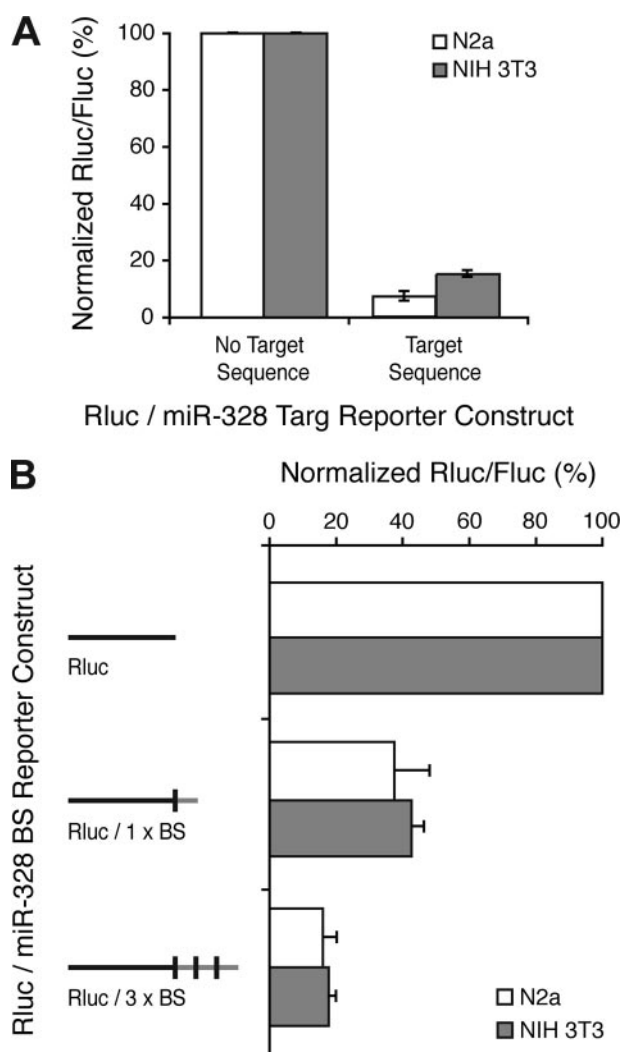 A
Normalized Rluc/Fluc (%)
100
80
60
40
20
0
N2a
NIH 3T3
No Target
Sequence
Target
Sequence
Rluc / miR-328 Targ Reporter Construct
B
Normalized Rluc/Fluc (%)
0 20 40 60 80 100
Rluc / miR-328 BS Reporter Construct
Rluc
Rluc / 1 x BS
Rluc / 3 x BS
N2a
NIH 3T3